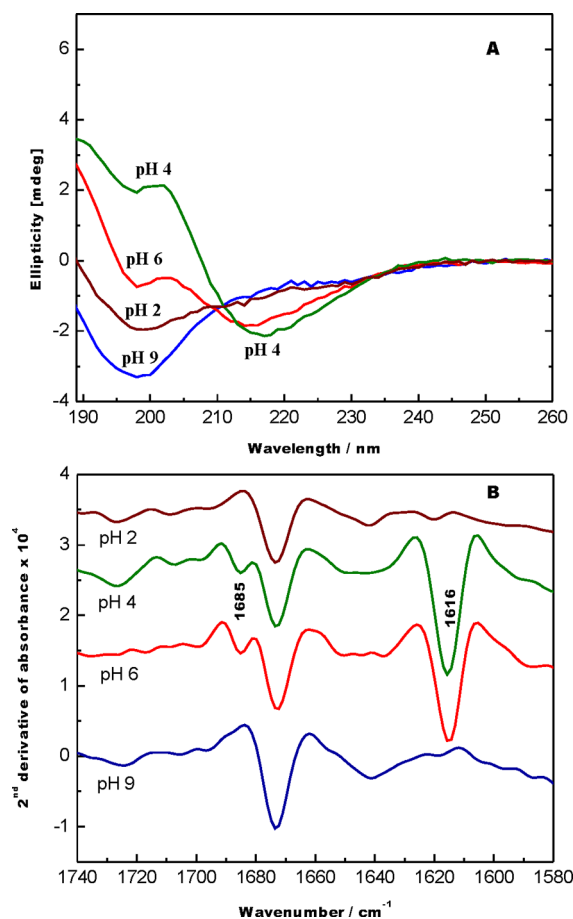 A
6
4
2
0
-2
-4
Ellipticity [mdeg]
pH 4
pH 6
pH 2
pH 9
pH 4
190 200 210 220 230 240 250 260
Wavelength / nm
B
4
3
2
1
0
-1
2nd derivative of absorbance x 10⁴
pH 2
pH 4
pH 6
pH 9
1685
1616
1740 1720 1700 1680 1660 1640 1620 1600 1580
Wavenumber / cm⁻¹